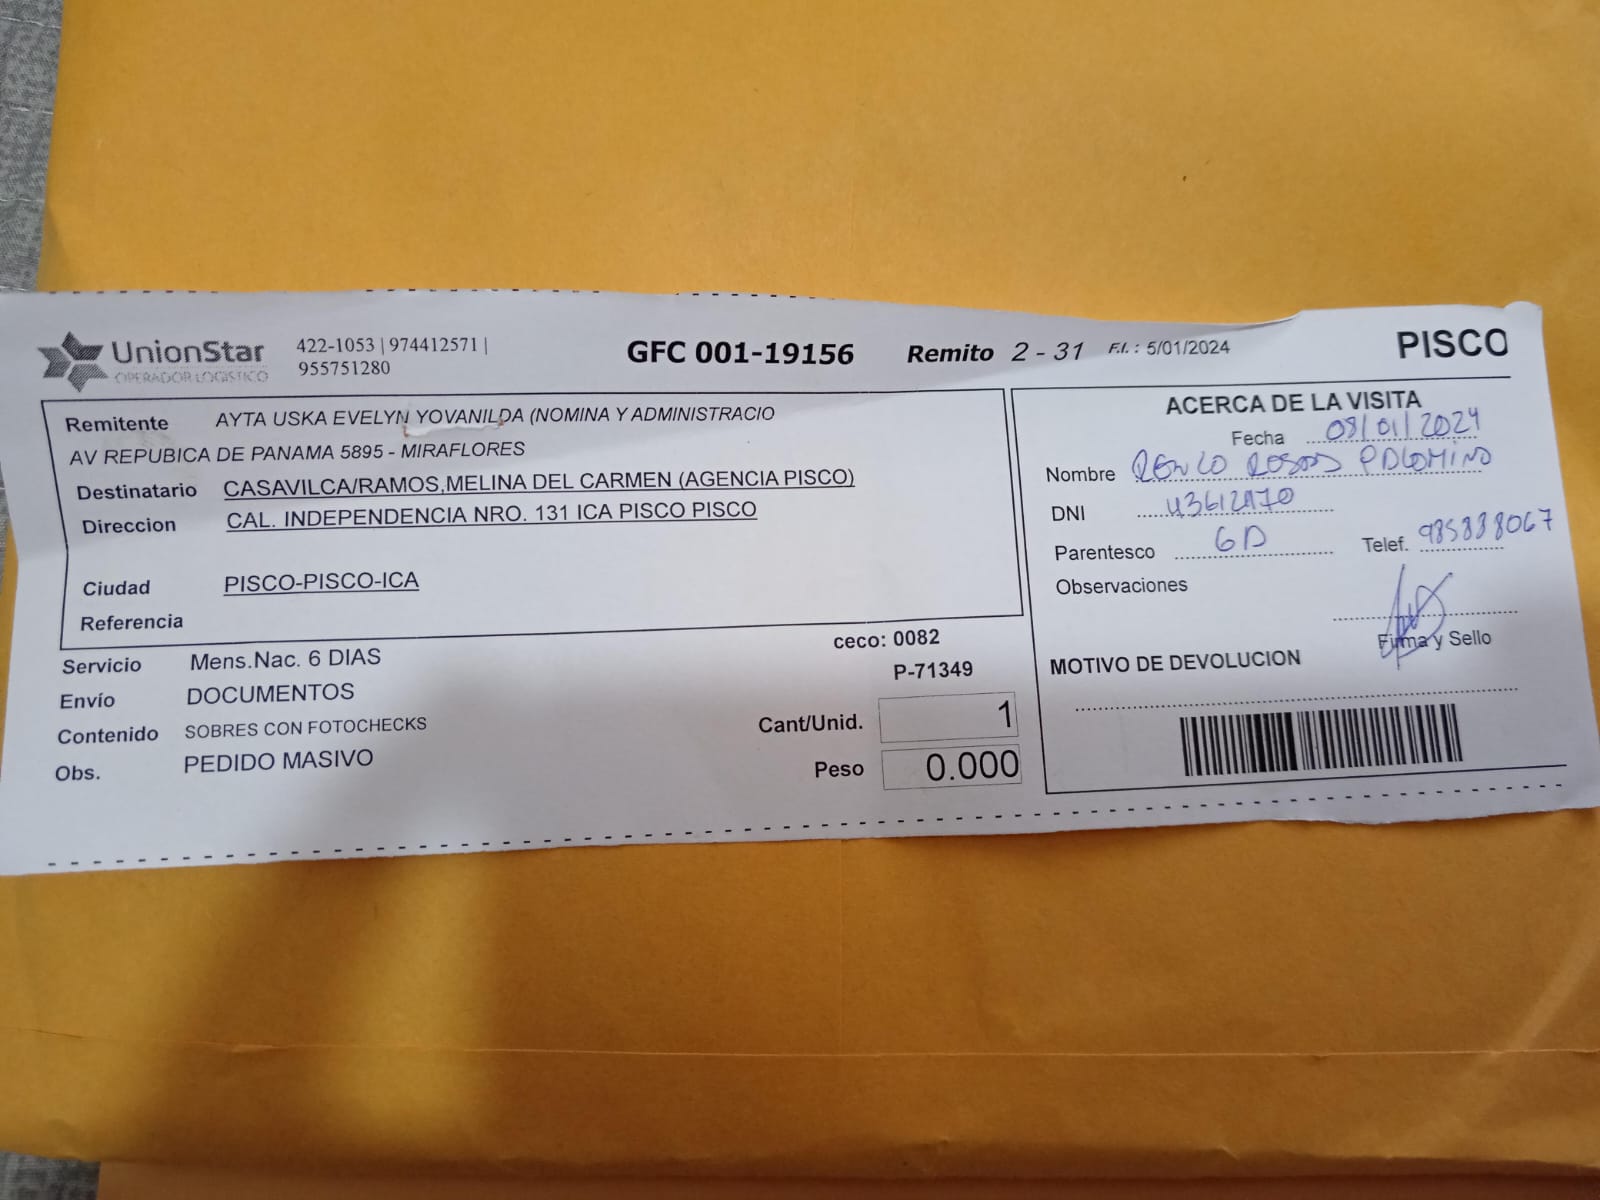 UnionStar
OPERADOR LOGISTICO
422-1053 | 974412571 |
955751280
GFC 001-19156
Remito 2 - 31 F.I.: 5/01/2024
PISCO
Remitente AYTA USKA EVELYN YOVANILDA (NOMINA Y ADMINISTRACIO
AV REPUBICA DE PANAMA 5895 - MIRAFLORES
Destinatario CASAVILCA/RAMOS,MELINA DEL CARMEN (AGENCIA PISCO)
Direccion CAL. INDEPENDENCIA NRO. 131 ICA PISCO PISCO
Ciudad PISCO-PISCO-ICA
Referencia
Servicio Mens.Nac. 6 DIAS
Envío DOCUMENTOS
Contenido SOBRES CON FOTOCHECKS
Obs. PEDIDO MASIVO
ceco: 0082
P-71349
Cant/Unid. 1
Peso 0.000
ACERCA DE LA VISITA
Fecha 08/01/2024
Nombre RENZO ROSAS PALOMINO
DNI
Parentesco GD Telef. 985888067
Observaciones
Firma y Sello
MOTIVO DE DEVOLUCION